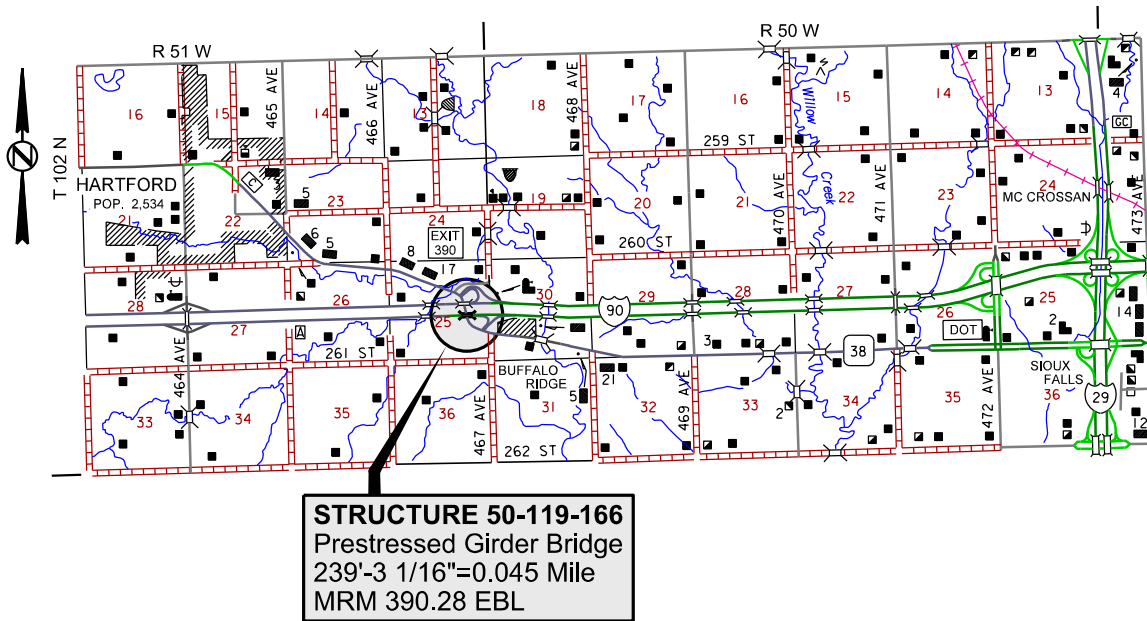 R 51 W
R 50 W
T 102 N
N
16
15
14
13
18
17
16
15
14
13
4
465 AVE
466 AVE
468 AVE
259 ST
Willow
Creek
GC
HARTFORD
POP. 2,534
21
22
5
23
24
19
20
21
470 AVE
22
471 AVE
23
24
MC CROSSAN
473 AVE
6
5
8
17
EXIT
390
260 ST
28
27
26
25
30
29
28
27
26
25
90
A
464 AVE
261 ST
3
38
DOT
2
14
BUFFALO
RIDGE
21
5
SIOUX
FALLS
33
34
35
36
467 AVE
31
32
469 AVE
33
2
34
35
472 AVE
36
29
12
262 ST
STRUCTURE 50-119-166
Prestressed Girder Bridge
239'-3 1/16"=0.045 Mile
MRM 390.28 EBL